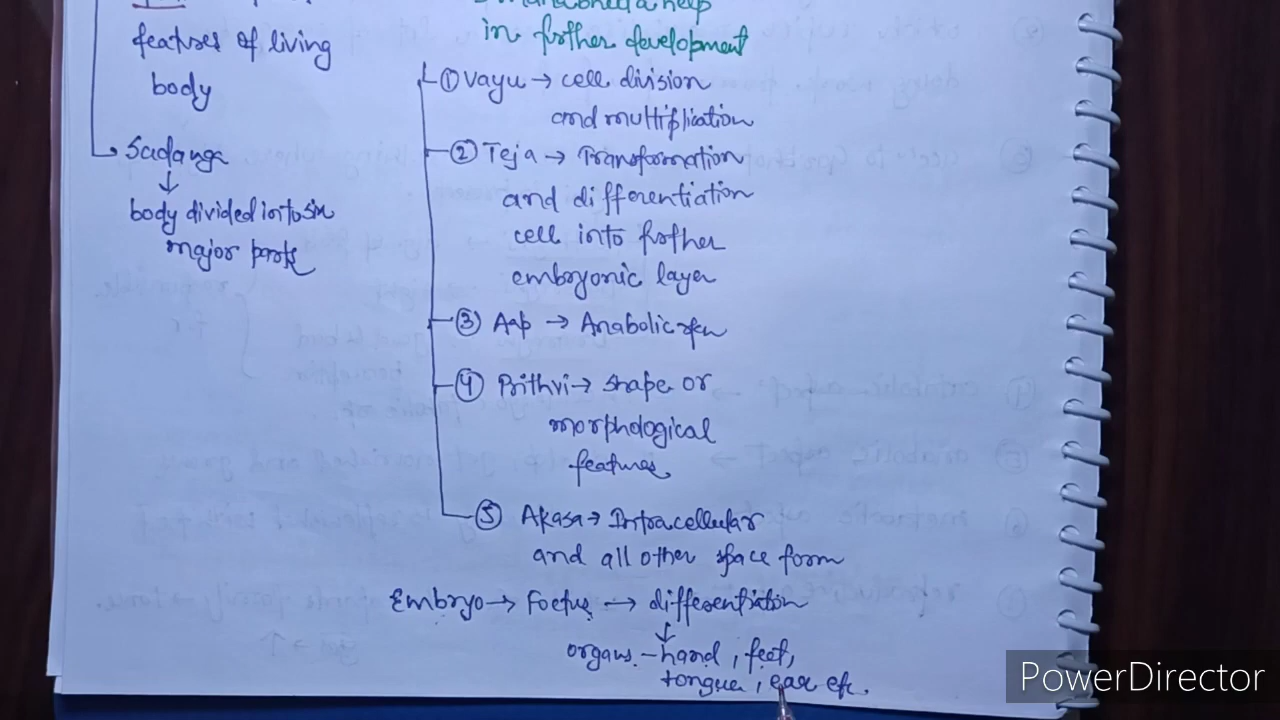 help
features of living
in further development
body
① Vayu → cell division
and multiplication
Sadanga
② Teja → Transformation
↓
and differentiation
body divided into six
cell into further
major parts
embryonic layer
③ Aap → Anabolic
④ Prithvi → shape or
morphological
features
⑤ Akasa → Intracellular
and all other space form
Embryo → Foetus → differentiation
↓
organs - hand, feet,
tongue, ear etc.
PowerDirector